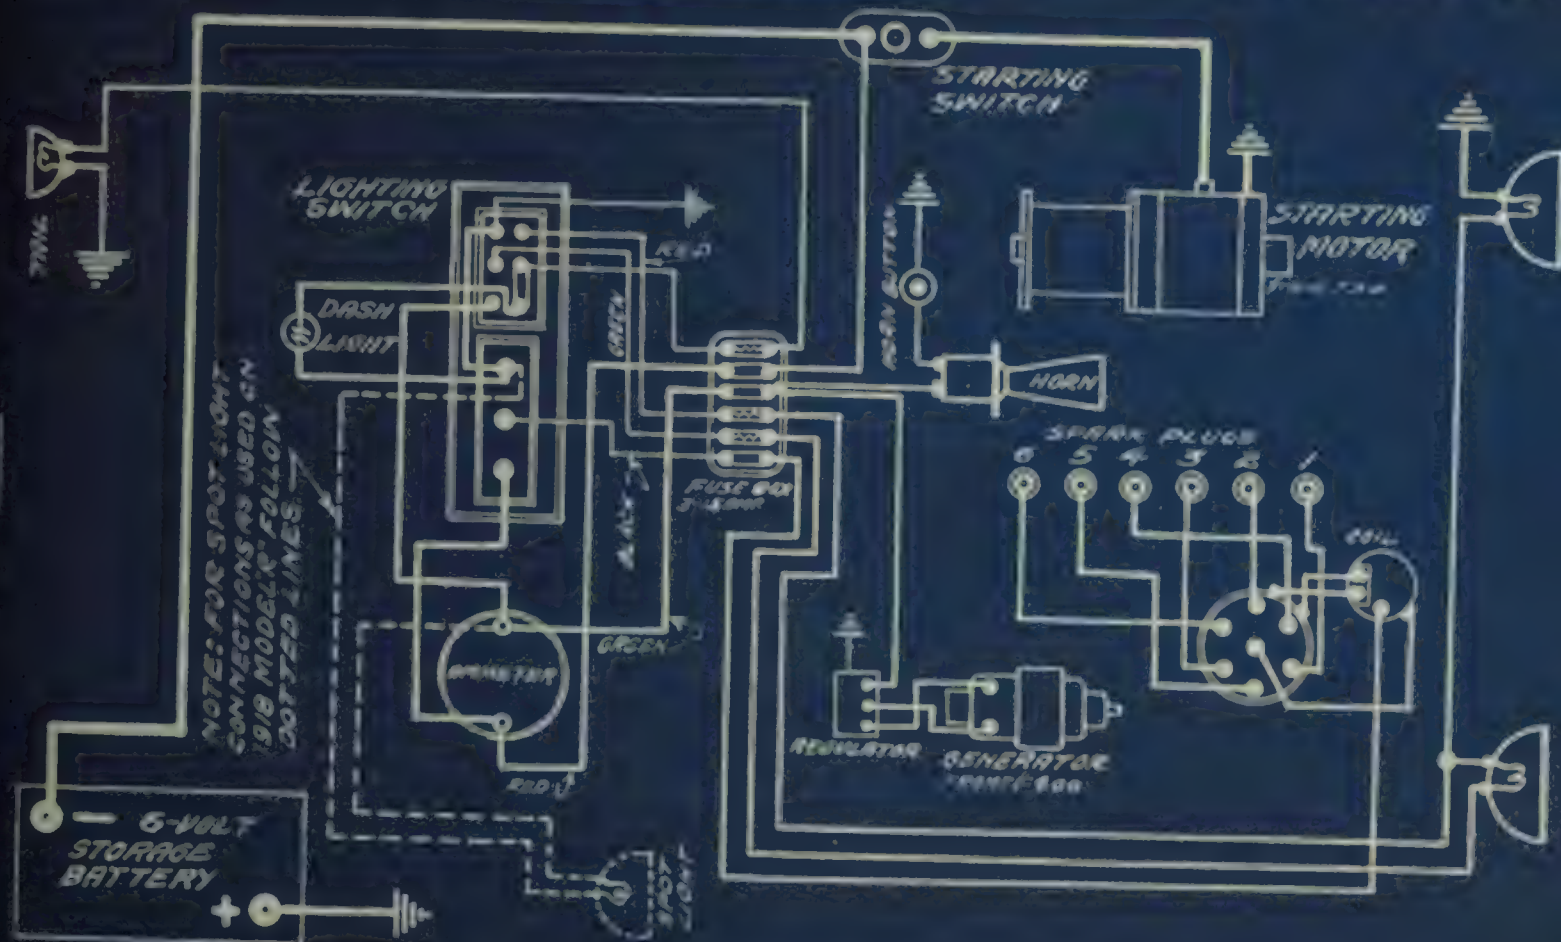 STARTING
SWITCH
LIGHTING
SWITCH
RED
TAIL
HORN BUTTON
STARTING
MOTOR
DASH
LIGHT
GREEN
HORN
NOTE: FOR SPOT LIGHT
CONNECTIONS AS USED ON
1918 MODEL "R" FOLLOW
DOTTED LINES
FUSE BOX
SPARK PLUGS
6 5 4 3 2 1
COIL
BLACK
AMMETER
GREEN
REGULATOR
GENERATOR
RED
— 6-VOLT
STORAGE
BATTERY
+
SPOT
LIGHT